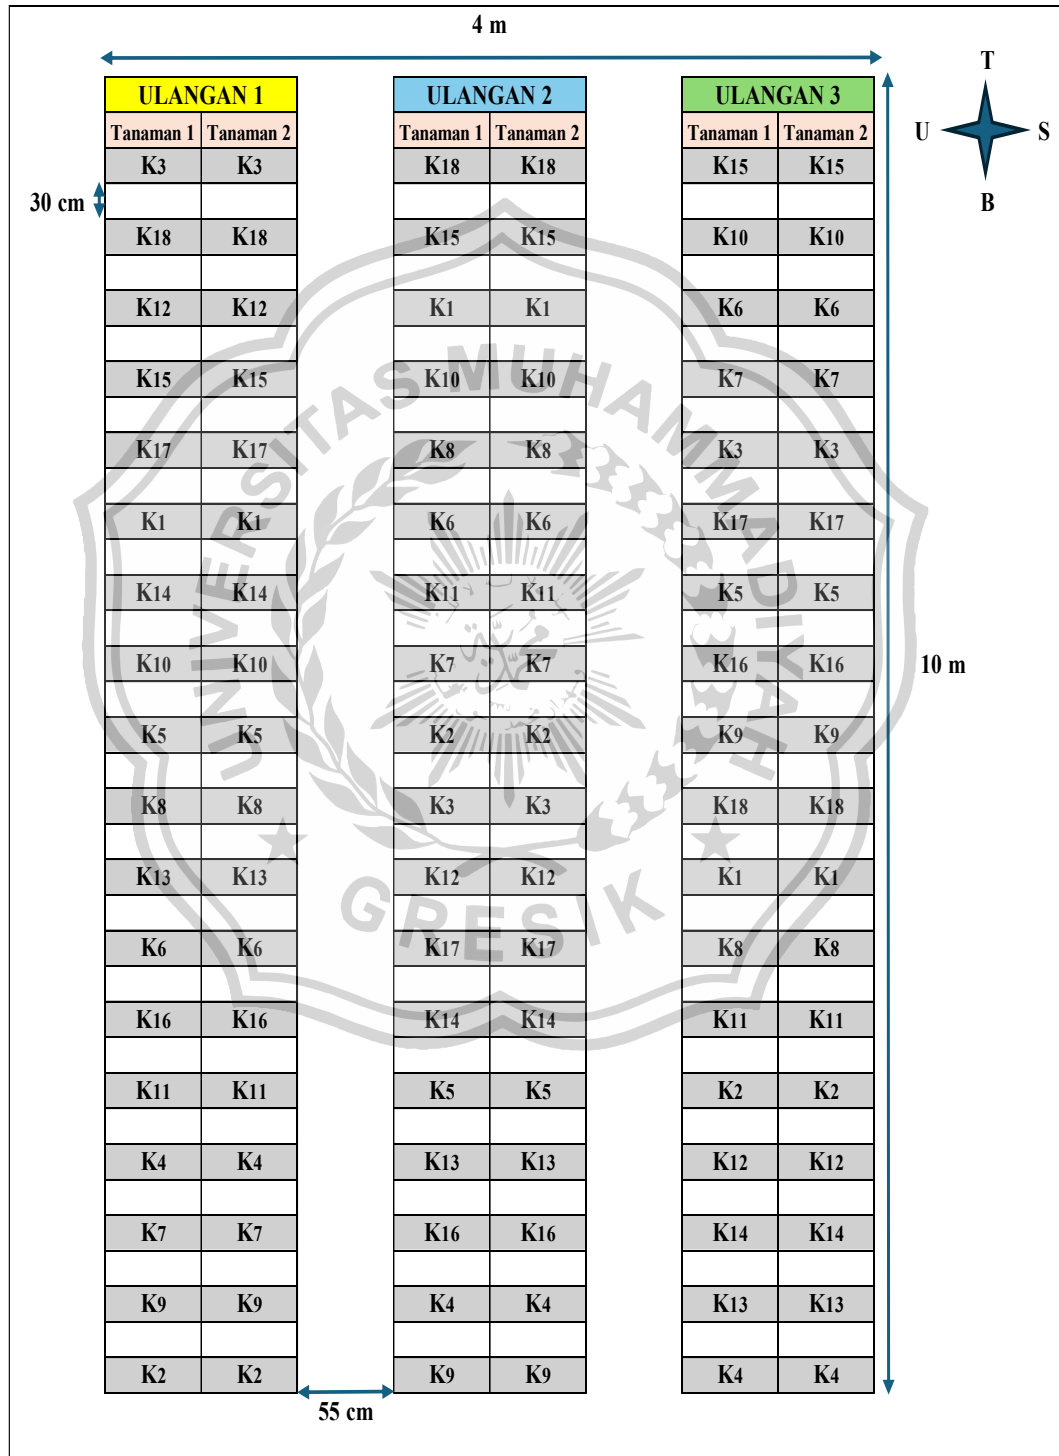 4 m
T
U S
B
ULANGAN 1 ULANGAN 2 ULANGAN 3
Tanaman 1 Tanaman 2 Tanaman 1 Tanaman 2 Tanaman 1 Tanaman 2
K3 K3 K18 K18 K15 K15
30 cm
K18 K18 K15 K15 K10 K10
K12 K12 K1 K1 K6 K6
K15 K15 K10 K10 K7 K7
K17 K17 K8 K8 K3 K3
K1 K1 K6 K6 K17 K17
K14 K14 K11 K11 K5 K5
K10 K10 K7 K7 K16 K16
10 m
K5 K5 K2 K2 K9 K9
K8 K8 K3 K3 K18 K18
K13 K13 K12 K12 K1 K1
K6 K6 K17 K17 K8 K8
K16 K16 K14 K14 K11 K11
K11 K11 K5 K5 K2 K2
K4 K4 K13 K13 K12 K12
K7 K7 K16 K16 K14 K14
K9 K9 K4 K4 K13 K13
K2 K2 K9 K9 K4 K4
55 cm
UNIVERSITAS MUHAMMADIYAH
GRESIK